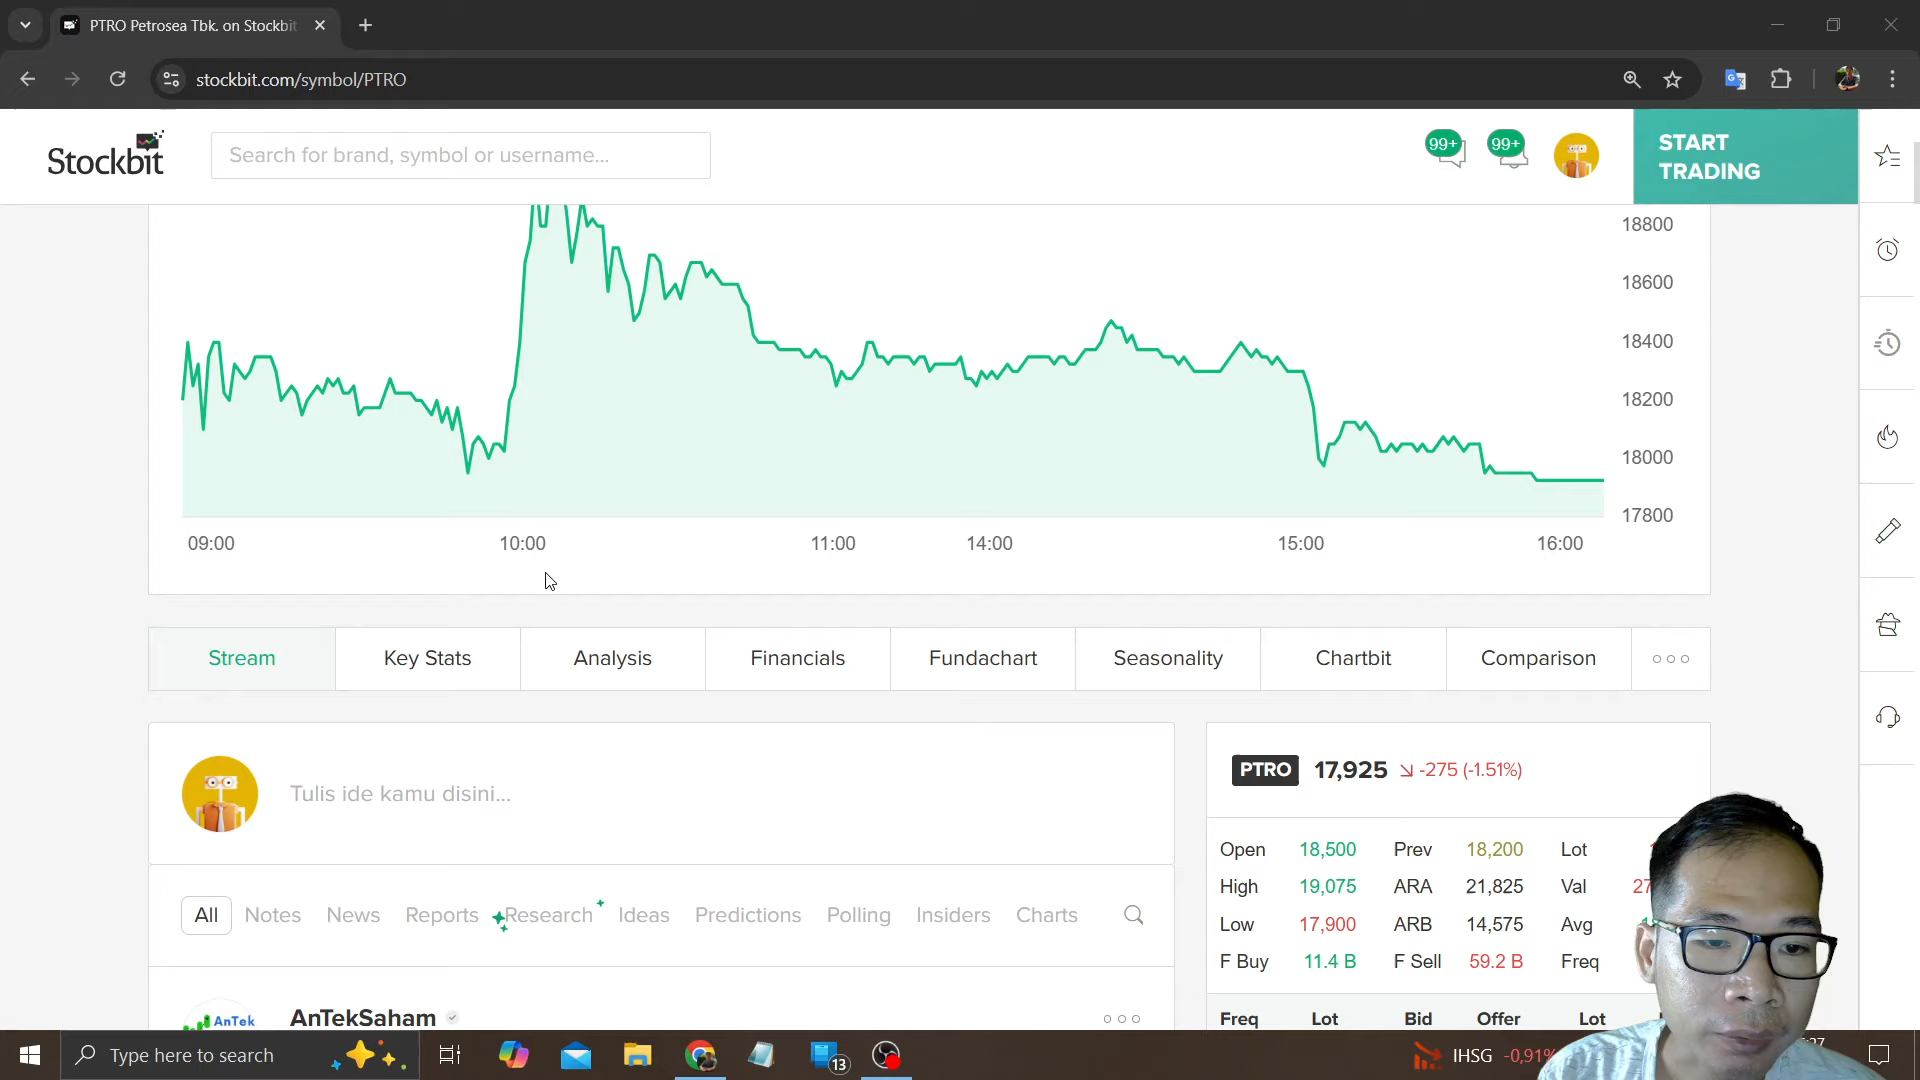 PTRO Petrosea Tbk. on Stockbit
stockbit.com/symbol/PTRO
Stockbit
Search for brand, symbol or username...
99+
99+
START
TRADING
18800
18600
18400
18200
18000
17800
09:00
10:00
11:00
14:00
15:00
16:00
Stream
Key Stats
Analysis
Financials
Fundachart
Seasonality
Chartbit
Comparison
Tulis ide kamu disini...
PTRO 17,925 -275 (-1.51%)
Open 18,500 Prev 18,200 Lot
High 19,075 ARA 21,825 Val
Low 17,900 ARB 14,575 Avg
F Buy 11.4 B F Sell 59.2 B Freq
Freq Lot Bid Offer Lot
All Notes News Reports Research Ideas Predictions Polling Insiders Charts
AnTek
AnTekSaham
Type here to search
13
IHSG -0,91%